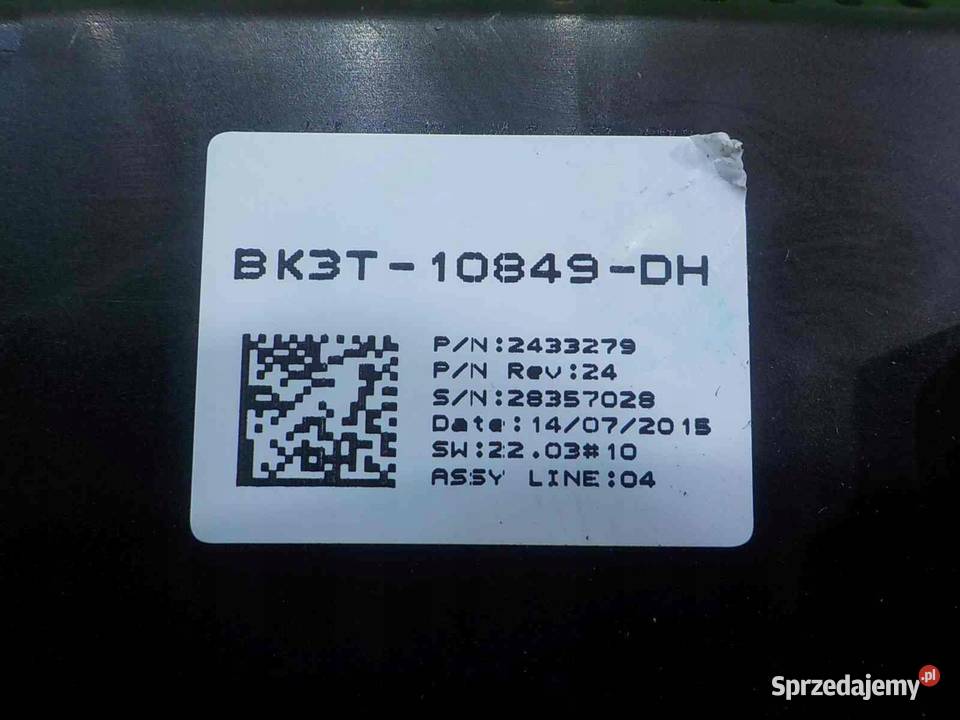 BK3T-10849-DH
P/N:2433279
P/N Rev:24
S/N:28357028
Date:14/07/2015
SW:22.03#10
ASSY LINE:04
Sprzedajemy.pl